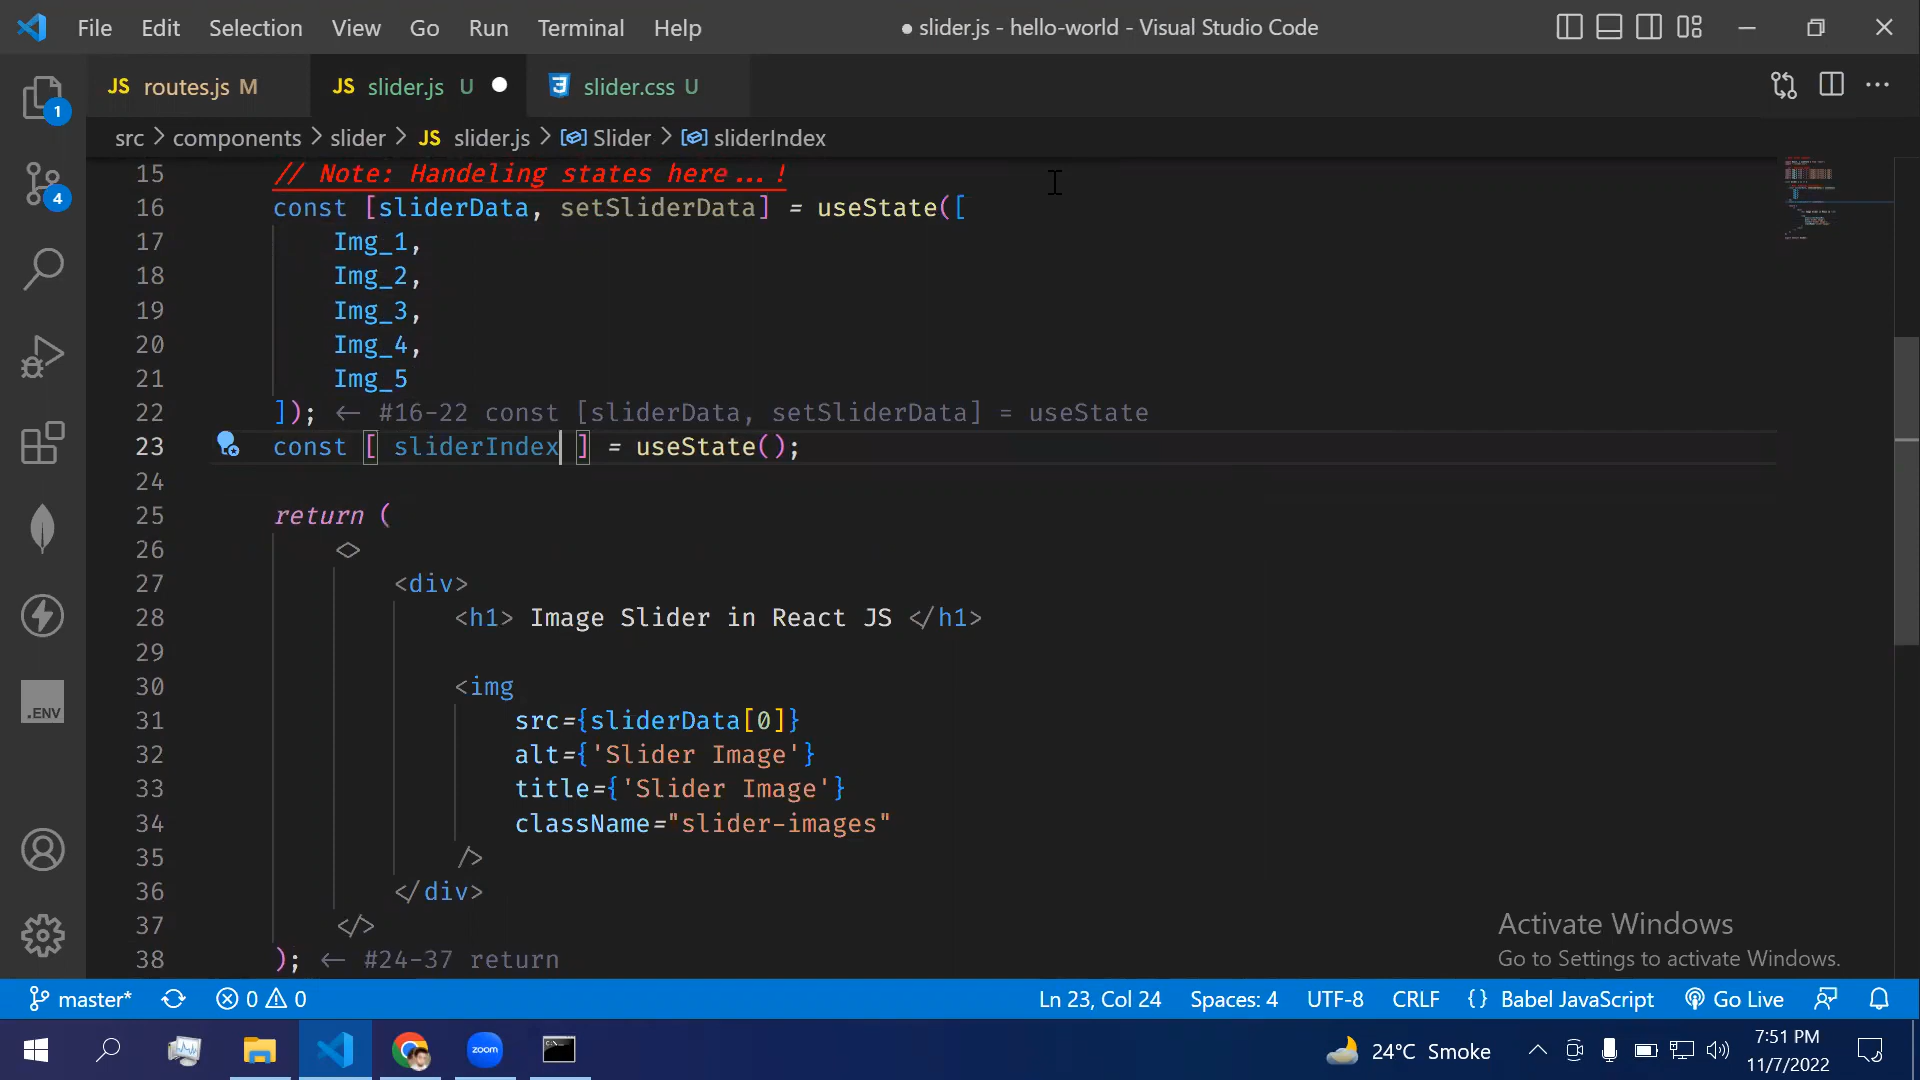 File Edit Selection View Go Run Terminal Help ● slider.js - hello-world - Visual Studio Code
JS routes.js M JS slider.js U slider.css U
src > components > slider > JS slider.js > Slider > sliderIndex
15 // Note: Handeling states here...!
16 const [sliderData, setSliderData] = useState([
17 Img_1,
18 Img_2,
19 Img_3,
20 Img_4,
21 Img_5
22 ]); <- #16-22 const [sliderData, setSliderData] = useState
23 const [ sliderIndex ] = useState();
24
25 return (
26 <>
27 <div>
28 <h1> Image Slider in React JS </h1>
29
30 <img
31 src={sliderData[0]}
32 alt={'Slider Image'}
33 title={'Slider Image'}
34 className="slider-images"
35 />
36 </div>
37 </>
38 ); <- #24-37 return
1
4
.ENV
Activate Windows
Go to Settings to activate Windows.
master* 0 0 Ln 23, Col 24 Spaces: 4 UTF-8 CRLF {} Babel JavaScript Go Live
zoom
24°C Smoke
7:51 PM
11/7/2022